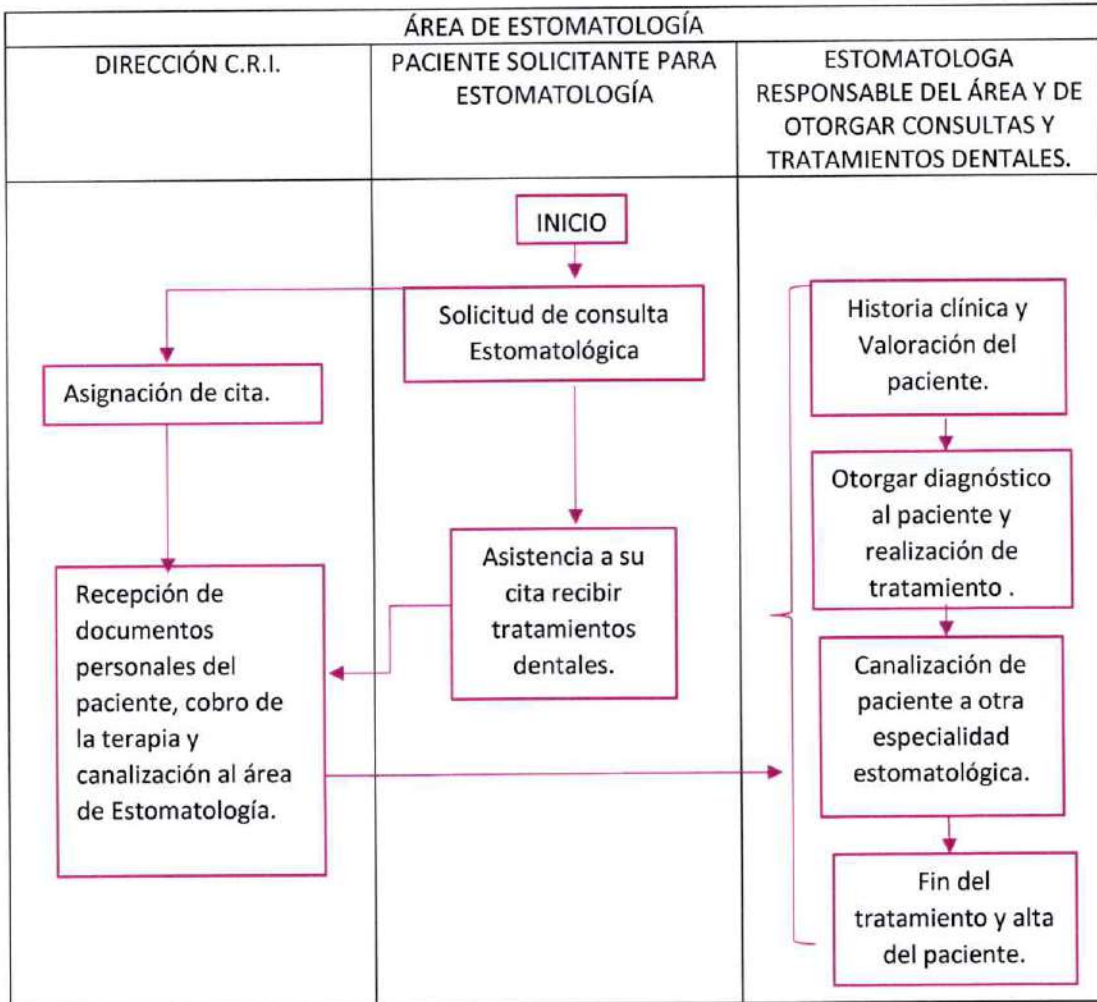 ÁREA DE ESTOMATOLOGÍA
DIRECCIÓN C.R.I.
PACIENTE SOLICITANTE PARA
ESTOMATOLOGÍA
ESTOMATOLOGA
RESPONSABLE DEL ÁREA Y DE
OTORGAR CONSULTAS Y
TRATAMIENTOS DENTALES.
INICIO
Solicitud de consulta
Estomatológica
Asignación de cita.
Asistencia a su
cita recibir
tratamientos
dentales.
Recepción de
documentos
personales del
paciente, cobro de
la terapia y
canalización al área
de Estomatología.
Historia clínica y
Valoración del
paciente.
Otorgar diagnóstico
al paciente y
realización de
tratamiento .
Canalización de
paciente a otra
especialidad
estomatológica.
Fin del
tratamiento y alta
del paciente.